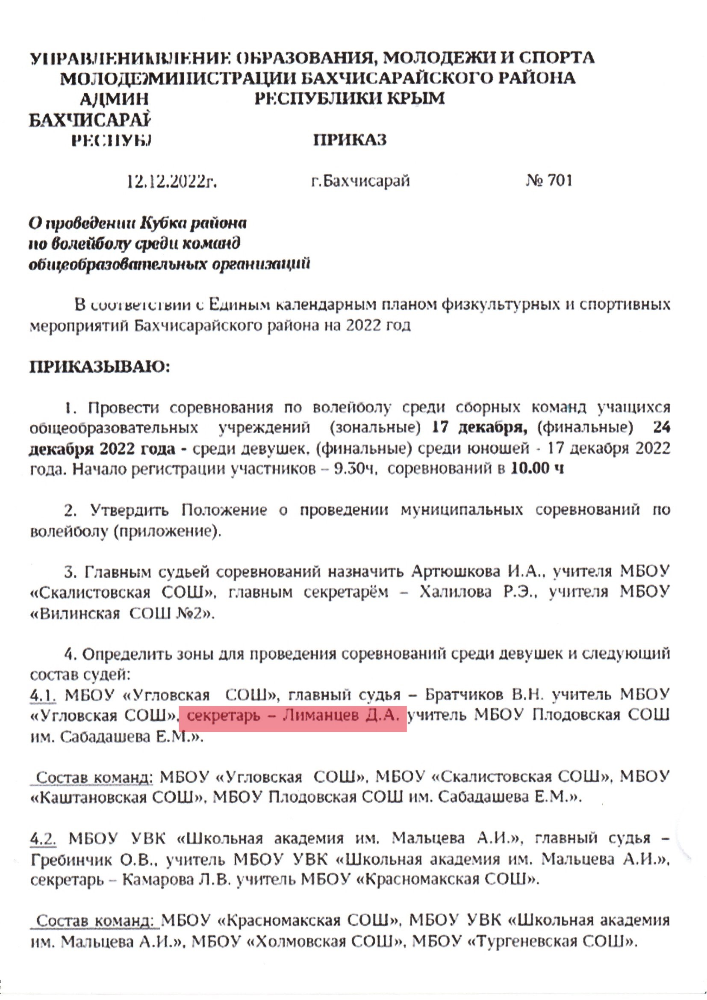 УПРАВЛЕНИ ВЛЕНИЕ ОБРАЗОВАНИЯ, МОЛОДЕЖИ И СПОРТА
МОЛОДЕ МИНИСТРАЦИИ БАХЧИСАРАЙСКОГО РАЙОНА
АДМИН РЕСПУБЛИКИ КРЫМ
БАХЧИСАРАЙ
РЕСПУБЛ ПРИКАЗ
12.12.2022г. г.Бахчисарай № 701
О проведении Кубка района
по волейболу среди команд
общеобразовательных организаций
В соответствии с Единым календарным планом физкультурных и спортивных
мероприятий Бахчисарайского района на 2022 год
ПРИКАЗЫВАЮ:
1. Провести соревнования по волейболу среди сборных команд учащихся
общеобразовательных учреждений (зональные) 17 декабря, (финальные) 24
декабря 2022 года - среди девушек, (финальные) среди юношей - 17 декабря 2022
года. Начало регистрации участников – 9.30ч, соревнований в 10.00 ч
2. Утвердить Положение о проведении муниципальных соревнований по
волейболу (приложение).
3. Главным судьей соревнований назначить Артюшкова И.А., учителя МБОУ
«Скалистовская СОШ», главным секретарём – Халилова Р.Э., учителя МБОУ
«Вилинская СОШ №2».
4. Определить зоны для проведения соревнований среди девушек и следующий
состав судей:
4.1. МБОУ «Угловская СОШ», главный судья – Братчиков В.Н. учитель МБОУ
«Угловская СОШ», секретарь – Лиманцев Д.А. учитель МБОУ Плодовская СОШ
им. Сабадашева Е.М.».
Состав команд: МБОУ «Угловская СОШ», МБОУ «Скалистовская СОШ», МБОУ
«Каштановская СОШ», МБОУ Плодовская СОШ им. Сабадашева Е.М.».
4.2. МБОУ УВК «Школьная академия им. Мальцева А.И.», главный судья –
Гребинчик О.В., учитель МБОУ УВК «Школьная академия им. Мальцева А.И.»,
секретарь – Камарова Л.В. учитель МБОУ «Красномакская СОШ».
Состав команд: МБОУ «Красномакская СОШ», МБОУ УВК «Школьная академия
им. Мальцева А.И.», МБОУ «Холмовская СОШ», МБОУ «Тургеневская СОШ».